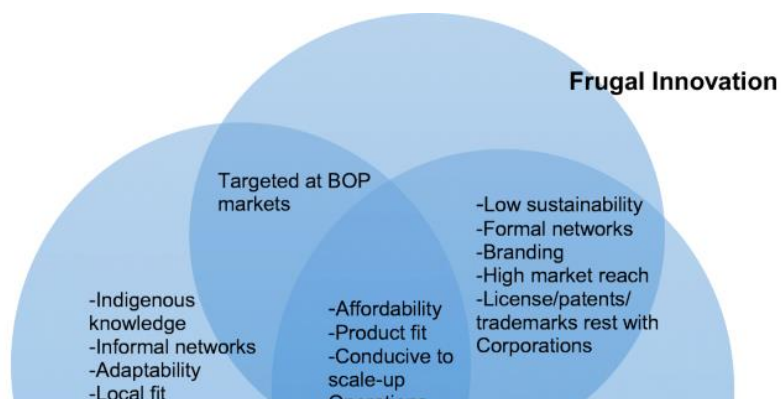 Frugal Innovation
Targeted at BOP
markets
-Low sustainability
-Formal networks
-Branding
-High market reach
-License/patents/
trademarks rest with
Corporations
-Indigenous
knowledge
-Informal networks
-Adaptability
-Local fit
-Affordability
-Product fit
-Conducive to
scale-up
Operations